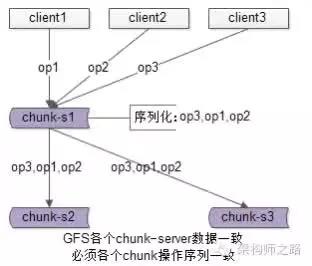 client1
client2
client3
op1
op2
op3
chunk-s1
序列化:op3,op1,op2
op3,op1,op2
op3,op1,op2
chunk-s2
chunk-s3
GFS各个chunk-server数据一致
必须各个chunk操作序列一致
架构师之路